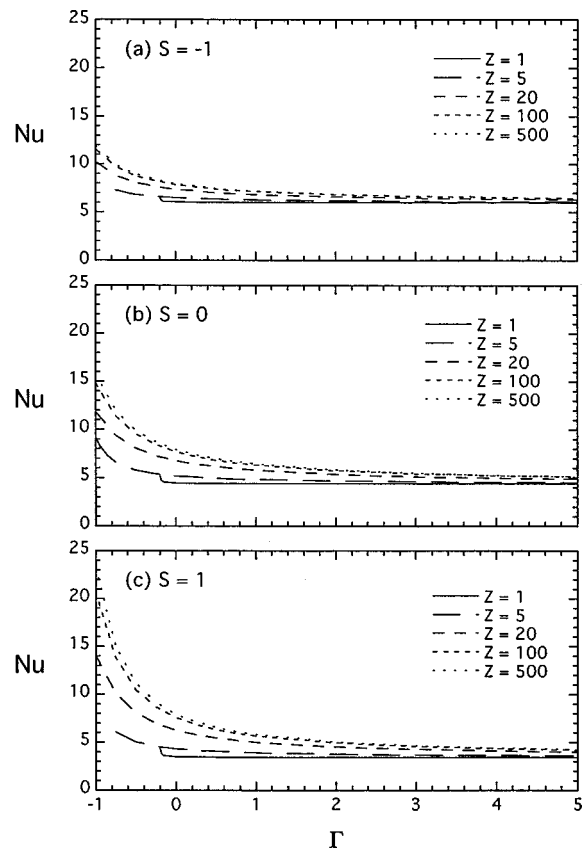 25
(a) S = -1
Z = 1
20
Z = 5
Z = 20
15
Z = 100
Nu
Z = 500
10
5
0
25
(b) S = 0
Z = 1
20
Z = 5
Z = 20
15
Z = 100
Nu
Z = 500
10
5
0
25
(c) S = 1
Z = 1
20
Z = 5
Z = 20
15
Z = 100
Nu
Z = 500
10
5
0
-1 0 1 2 3 4 5
Γ